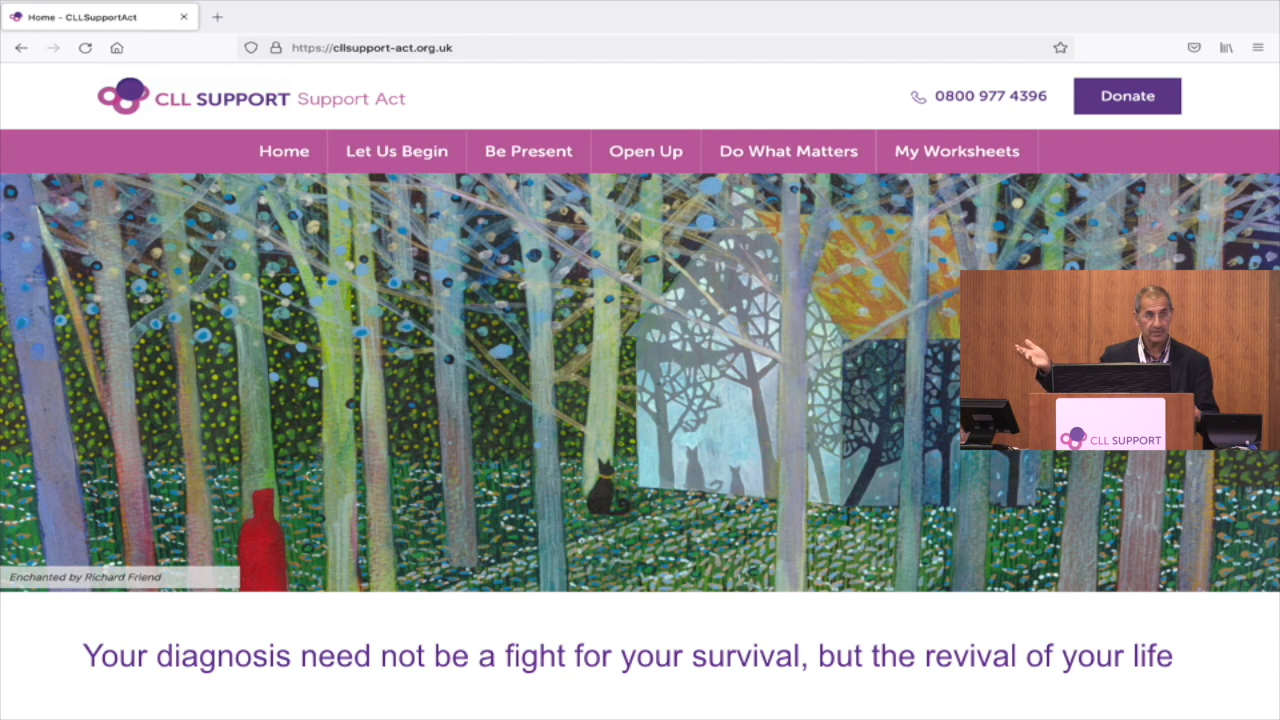 Home - CLLSupportAct
https://cllsupport-act.org.uk
CLL SUPPORT Support Act
0800 977 4396
Donate
Home
Let Us Begin
Be Present
Open Up
Do What Matters
My Worksheets
CLL SUPPORT
Enchanted by Richard Friend
Your diagnosis need not be a fight for your survival, but the revival of your life